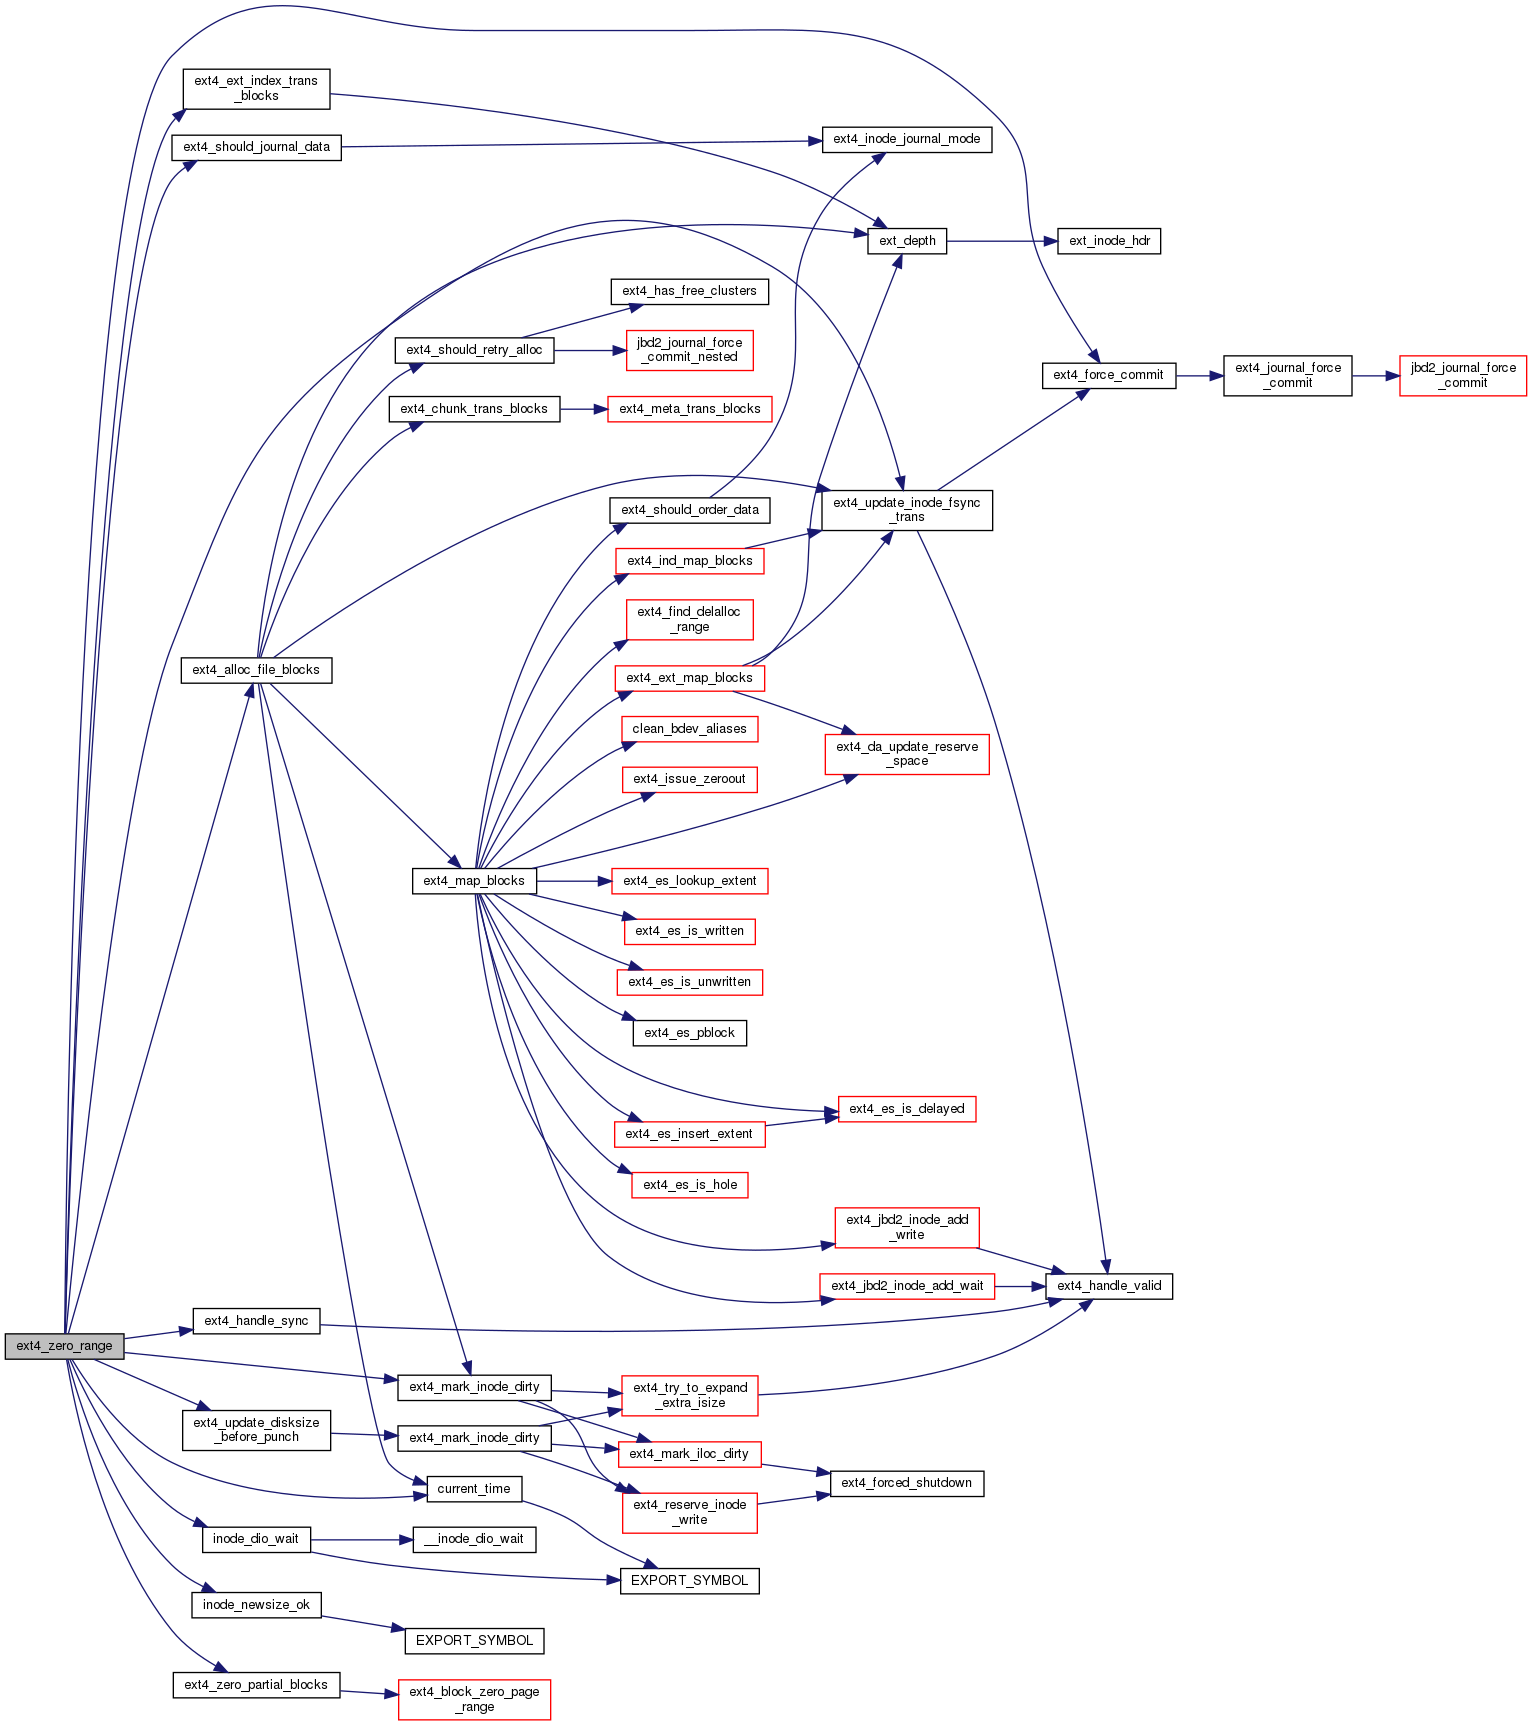 ext4_ext_index_trans
_blocks
ext4_should_journal_data
ext4_inode_journal_mode
ext_depth
ext_inode_hdr
ext4_has_free_clusters
ext4_should_retry_alloc
jbd2_journal_force
_commit_nested
ext4_force_commit
ext4_journal_force
_commit
jbd2_journal_force
_commit
ext4_chunk_trans_blocks
ext4_meta_trans_blocks
ext4_should_order_data
ext4_update_inode_fsync
_trans
ext4_ind_map_blocks
ext4_find_delalloc
_range
ext4_alloc_file_blocks
ext4_ext_map_blocks
clean_bdev_aliases
ext4_da_update_reserve
_space
ext4_issue_zeroout
ext4_map_blocks
ext4_es_lookup_extent
ext4_es_is_written
ext4_es_is_unwritten
ext4_es_pblock
ext4_es_is_delayed
ext4_es_insert_extent
ext4_es_is_hole
ext4_jbd2_inode_add
_write
ext4_jbd2_inode_add_wait
ext4_handle_valid
ext4_handle_sync
ext4_zero_range
ext4_mark_inode_dirty
ext4_try_to_expand
_extra_isize
ext4_update_disksize
_before_punch
ext4_mark_inode_dirty
ext4_mark_iloc_dirty
ext4_forced_shutdown
current_time
ext4_reserve_inode
_write
inode_dio_wait
__inode_dio_wait
EXPORT_SYMBOL
inode_newsize_ok
EXPORT_SYMBOL
ext4_zero_partial_blocks
ext4_block_zero_page
_range